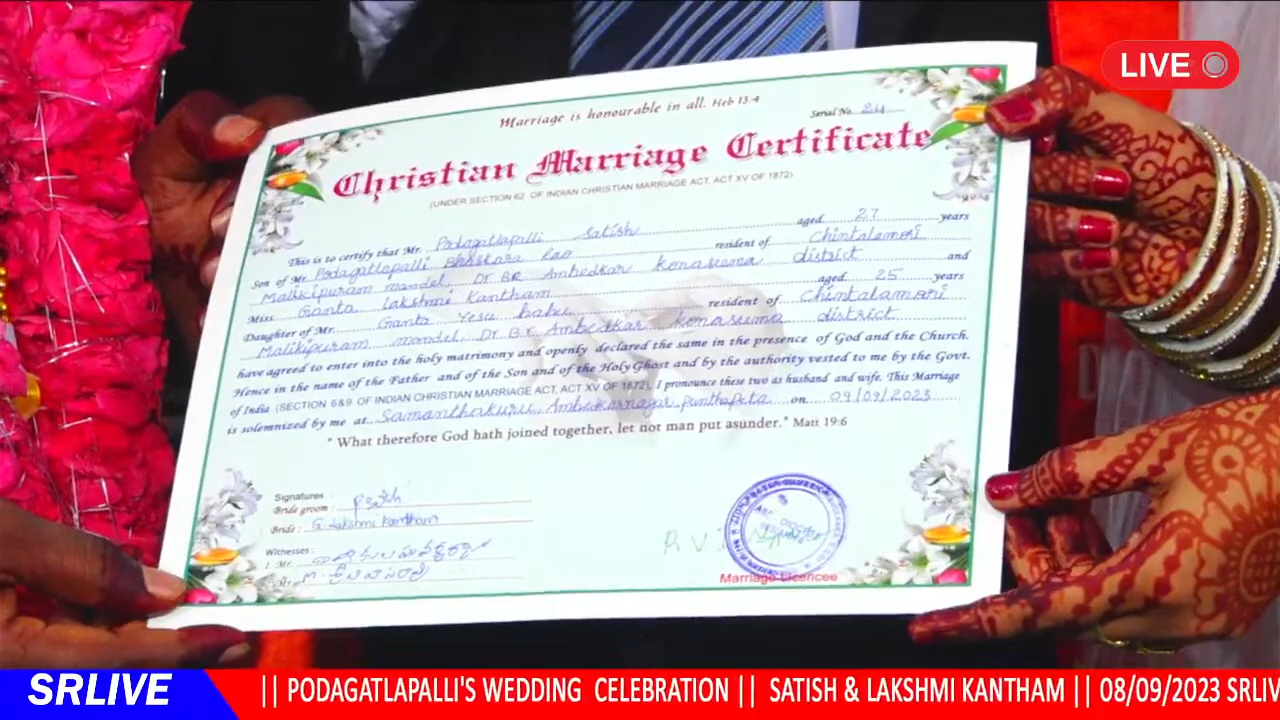 LIVE
Marriage is honourable in all. Heb 13:4
Serial No. 24
Christian Marriage Certificate
(UNDER SECTION 62 OF INDIAN CHRISTIAN MARRIAGE ACT, ACT XV OF 1872)
This is to certify that Mr. Podagatlapalli Satish aged 27 years
Son of Mr. Podagatlapalli Bhaskara Rao resident of Chintalamori
Malikipuram mandel, Dr. BR Ambedkar Konaseema district and
Miss Ganta Lakshmi Kantham aged 25 years
Daughter of Mr. Ganta Yesu babu resident of Chintalamori
Malikipuram mandel Dr. B.R. Ambedkar konaseema district
have agreed to enter into the holy matrimony and openly declared the same in the presence of God and the Church.
Hence in the name of the Father and of the Son and of the Holy Ghost and by the authority vested to me by the Govt.
of India (SECTION 6&9 OF INDIAN CHRISTIAN MARRIAGE ACT, ACT XV OF 1872), I pronounce these two as husband and wife. This Marriage
is solemnized by me at Samanthakuru, on 09/09/2023
" What therefore God hath joined together, let not man put asunder." Matt 19:6
Signatures :
Bride groom : P. Satish
Bride : G. Lakshmi Kantham
Witnesses :
1. Mr.
Mr.
Marriage Licencee
SRLIVE || PODAGATLAPALLI'S WEDDING CELEBRATION || SATISH & LAKSHMI KANTHAM || 08/09/2023 SRLIV